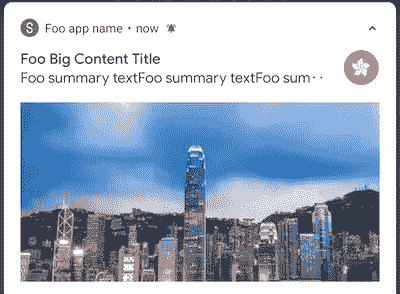 S Foo app name • now
Foo Big Content Title
Foo summary textFoo summary textFoo sum··